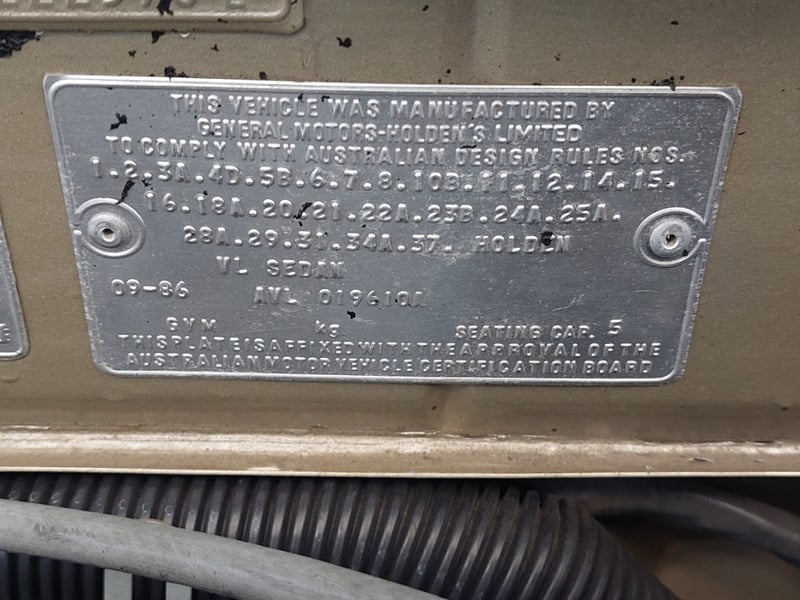 THIS VEHICLE WAS MANUFACTURED BY
GENERAL MOTORS-HOLDEN'S LIMITED
TO COMPLY WITH AUSTRALIAN DESIGN RULES NOS.
1.2.3A.4D.5B.6.7.8.10B.11.12.14.15.
16.18A.20.21.22A.23B.24A.25A.
28A.29.31.34A.37. HOLDEN
VL SEDAN
09-86 AVL 019610A
GVM kg SEATING CAP. 5
THIS PLATE IS AFFIXED WITH THE APPROVAL OF THE
AUSTRALIAN MOTOR VEHICLE CERTIFICATION BOARD